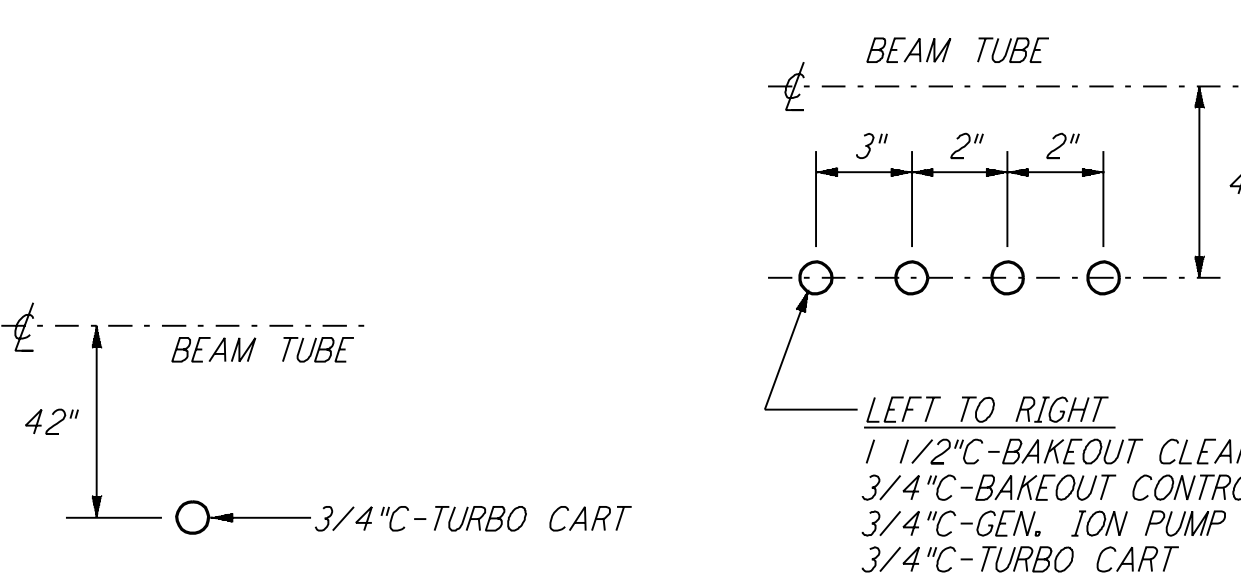 BEAM TUBE
℄
3" 2" 2"
℄
BEAM TUBE
42"
3/4"C-TURBO CART
LEFT TO RIGHT
1 1/2"C-BAKEOUT
3/4"C-BAKEOUT
3/4"C-GEN. ION PUMP
3/4"C-TURBO CART